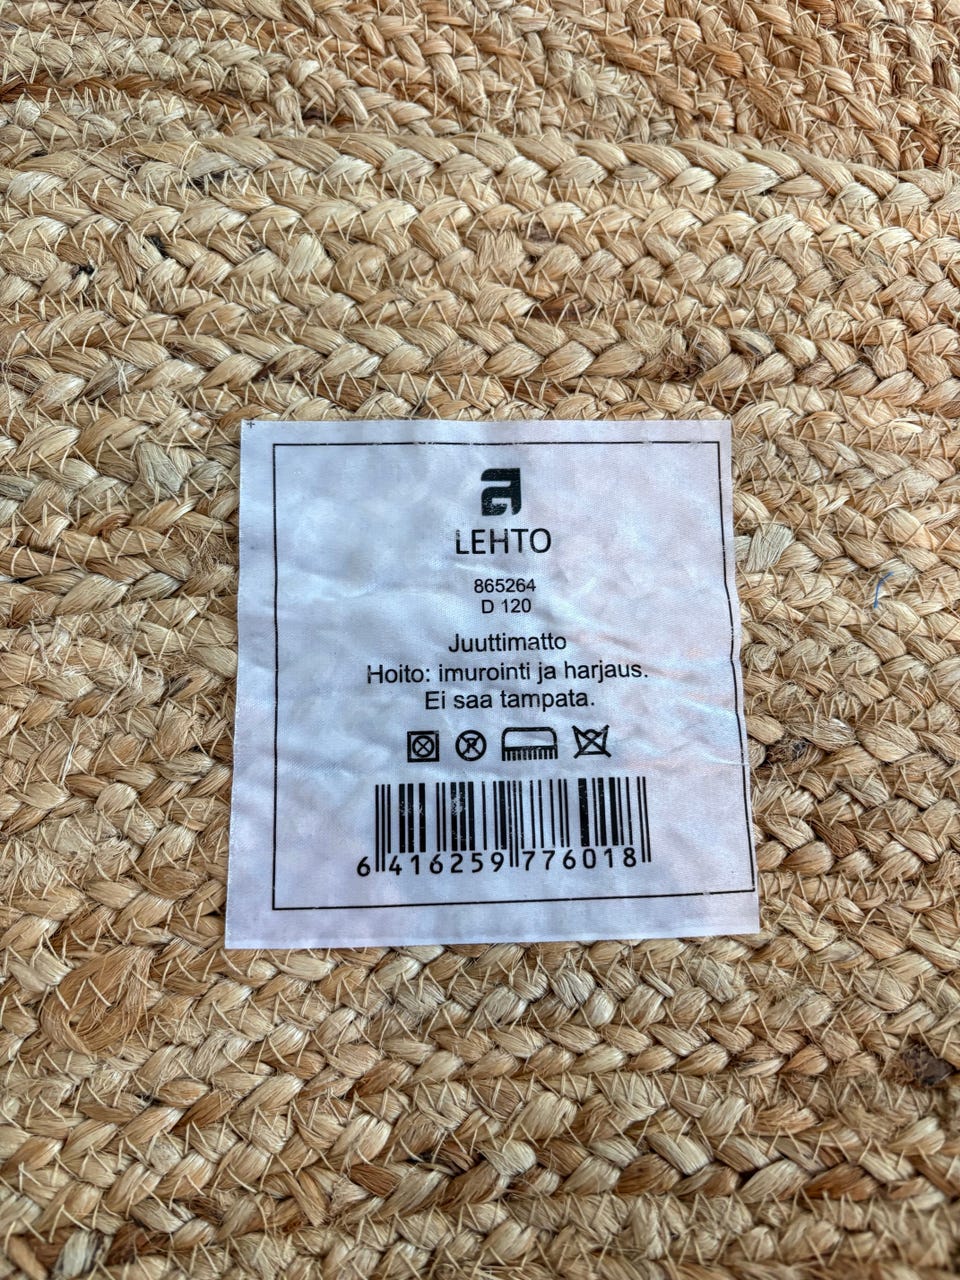 LEHTO
865264
D 120
Juuttimatto
Hoito: imurointi ja harjaus.
Ei saa tampata.
6 416259 776018